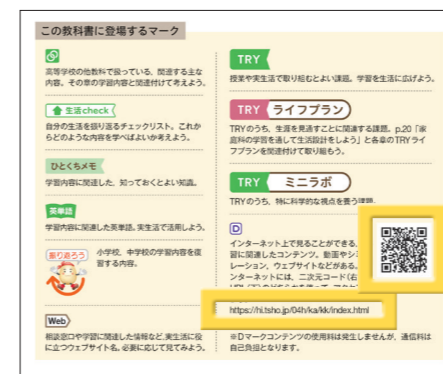 この教科書に登場するマーク
高等学校の他教科で扱っている、関連する主な
内容。その章の学習内容と関連付けて考えよう。
生活check
自分の生活を振り返るチェックリスト。これか
らどのような内容を学べばよいか考えよう。
ひとくちメモ
学習内容に関連した、知っておくとよい知識。
英単語
学習内容に関連した英単語。実生活で活用しよう。
振り返ろう
小学校、中学校の学習内容を復
習する内容。
Web
相談窓口や学習に関連した情報など、実生活に役
に立つウェブサイト名。必要に応じて見てみよう。
TRY
授業や実生活で取り組むとよい課題。学習を生活に広げよう。
TRY ライフプラン
TRYのうち、生涯を見通すことに関連する課題。p.20「家
庭科の学習を通して生活設計をしよう」と各章のTRYライ
フプランを関連付けて取り組もう。
TRY ミニラボ
TRYのうち、特に科学的な視点を養う課題。
D
インターネット上で見ることができる、
習に関連したコンテンツ。動画やシミ
レーション、ウェブサイトなどがある。
ンターネットには、二次元コード(右
https://hi.tsho.jp/04h/ka/kk/index.html
※Dマークコンテンツの使用料は発生しませんが、通信料は
自己負担となります。